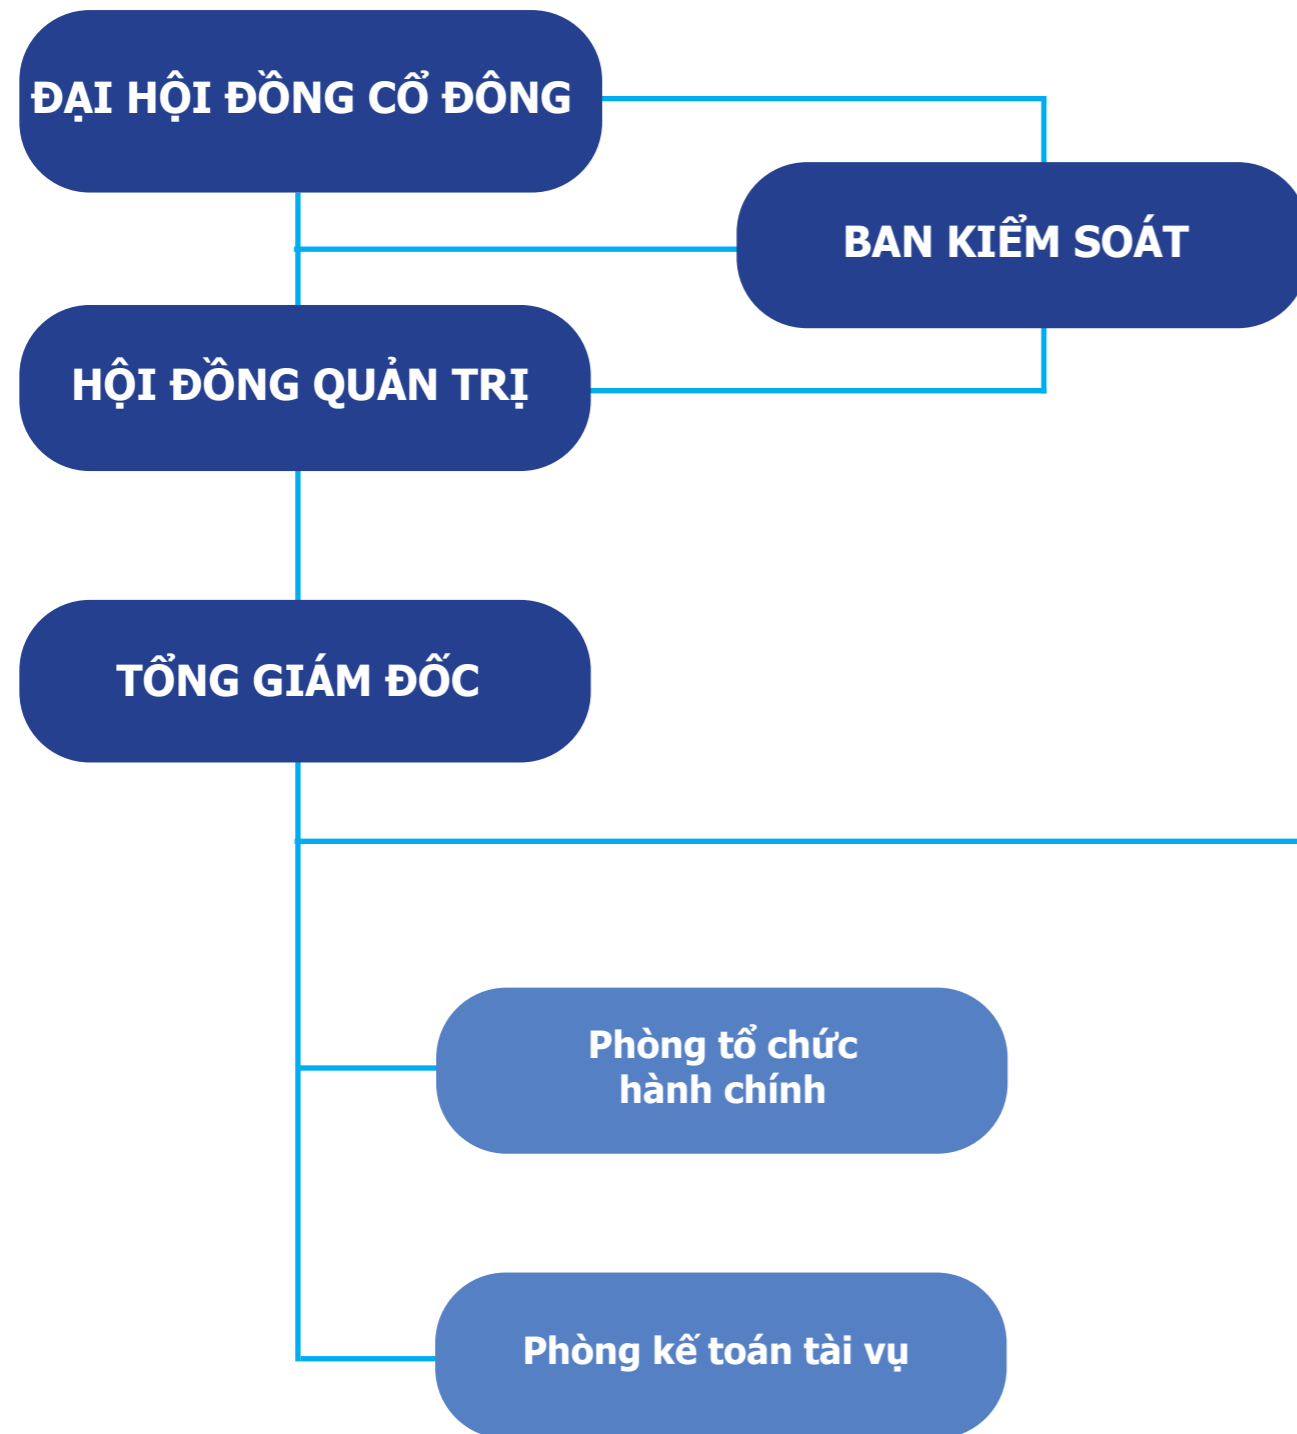 ĐẠI HỘI ĐỒNG CỔ ĐÔNG
BAN KIỂM SOÁT
HỘI ĐỒNG QUẢN TRỊ
TỔNG GIÁM ĐỐC
Phòng tổ chức
hành chính
Phòng kế toán tài vụ